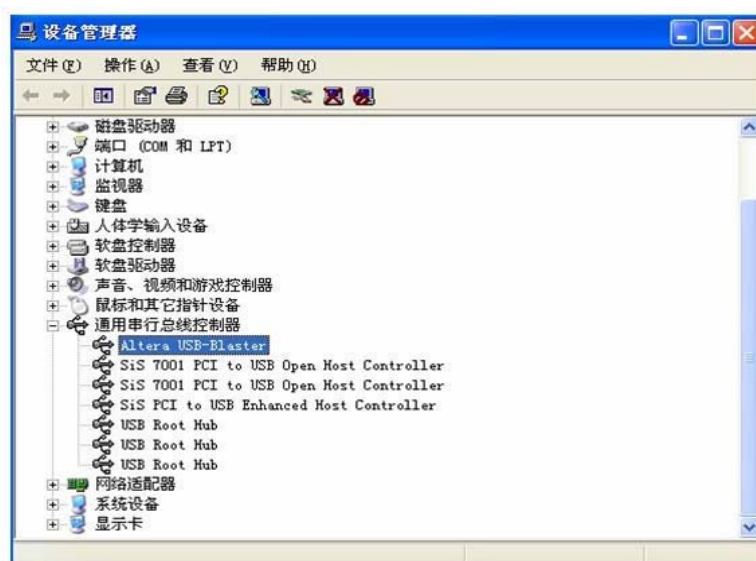 设备管理器
文件(F) 操作(A) 查看(V) 帮助(H)
磁盘驱动器
端口 (COM 和 LPT)
计算机
监视器
键盘
人体学输入设备
软盘控制器
软盘驱动器
声音、视频和游戏控制器
鼠标和其它指针设备
通用串行总线控制器
Altera USB-Blaster
SiS 7001 PCI to USB Open Host Controller
SiS 7001 PCI to USB Open Host Controller
SiS PCI to USB Enhanced Host Controller
USB Root Hub
USB Root Hub
USB Root Hub
网络适配器
系统设备
显示卡